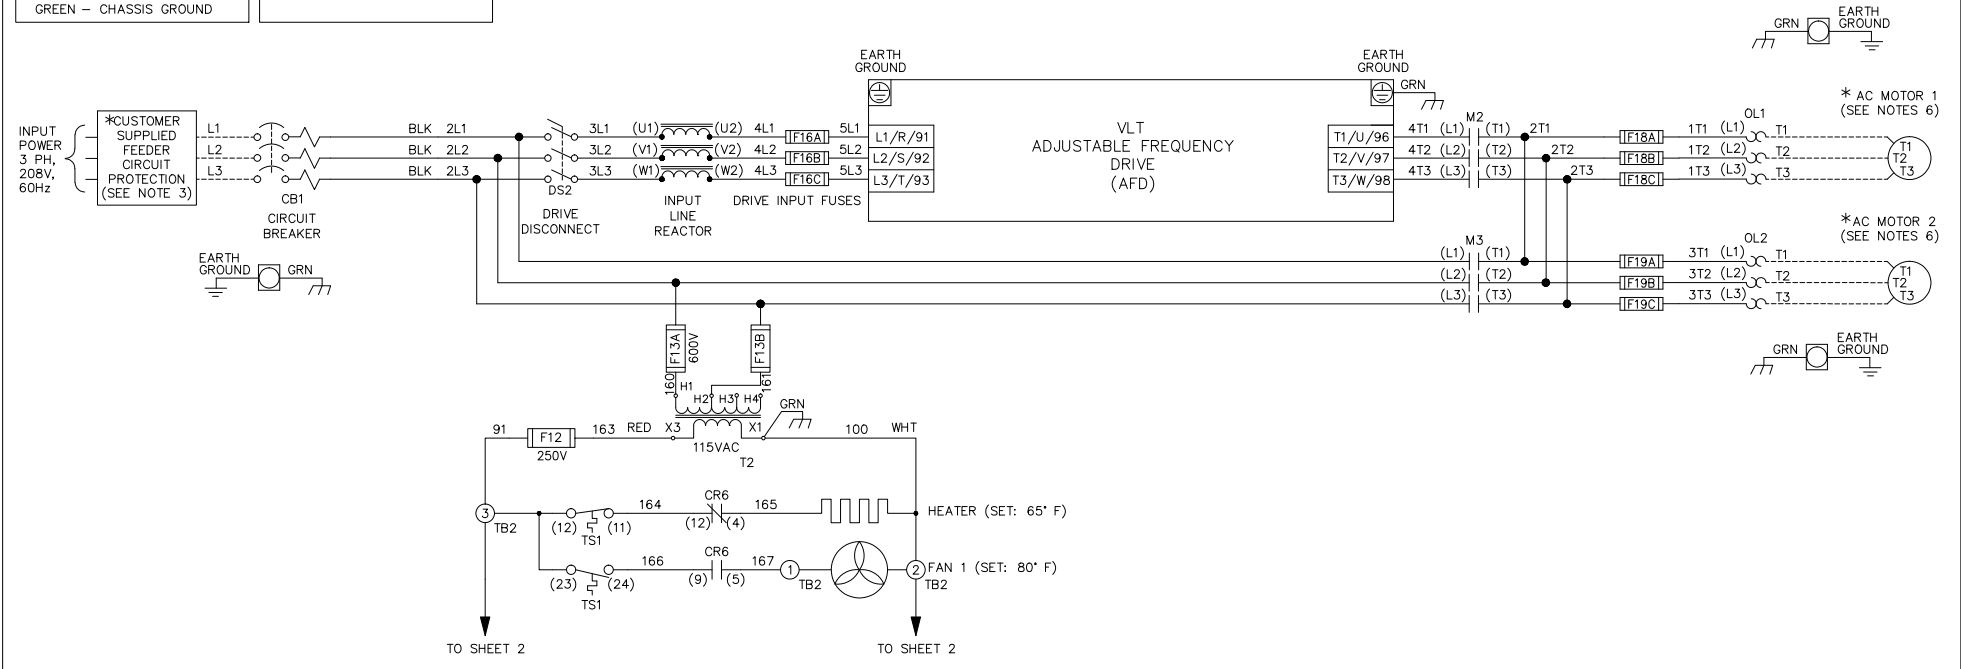 GREEN – CHASSIS GROUND
EARTH
GROUND
GRN
INPUT
POWER
3 PH,
208V,
60Hz
*CUSTOMER
SUPPLIED
FEEDER
CIRCUIT
PROTECTION
(SEE NOTE 3)
L1
L2
L3
CB1
CIRCUIT
BREAKER
BLK 2L1
BLK 2L2
BLK 2L3
DS2
DRIVE
DISCONNECT
3L1 (U1) (U2) 4L1 F16A 5L1
3L2 (V1) (V2) 4L2 F16B 5L2
3L3 (W1) (W2) 4L3 F16C 5L3
INPUT
LINE
REACTOR
DRIVE INPUT FUSES
EARTH
GROUND
L1/R/91
L2/S/92
L3/T/93
VLT
ADJUSTABLE FREQUENCY
DRIVE
(AFD)
EARTH
GROUND
GRN
T1/U/96
T2/V/97
T3/W/98
M2
4T1 (L1) (T1) 2T1 F18A 1T1 (L1) T1
4T2 (L2) (T2) 2T2 F18B 1T2 (L2) T2
4T3 (L3) (T3) 2T3 F18C 1T3 (L3) T3
OL1
* AC MOTOR 1
(SEE NOTES 6)
T1
T2
T3
M3
(L1) (T1) F19A 3T1 (L1) T1
(L2) (T2) F19B 3T2 (L2) T2
(L3) (T3) F19C 3T3 (L3) T3
OL2
* AC MOTOR 2
(SEE NOTES 6)
T1
T2
T3
EARTH
GROUND
GRN
GRN
EARTH
GROUND
F13A
600V
F13B
160
161
H1
H2 H3 H4
GRN
91
F12
250V
163 RED X3
X1
115VAC
T2
100 WHT
3
TB2
(12) (11)
TS1
164
CR6
(12) (4)
165
HEATER (SET: 65° F)
(23) (24)
TS1
166
CR6
(9) (5)
167
1
TB2
2
TB2
FAN 1 (SET: 80° F)
TO SHEET 2
TO SHEET 2